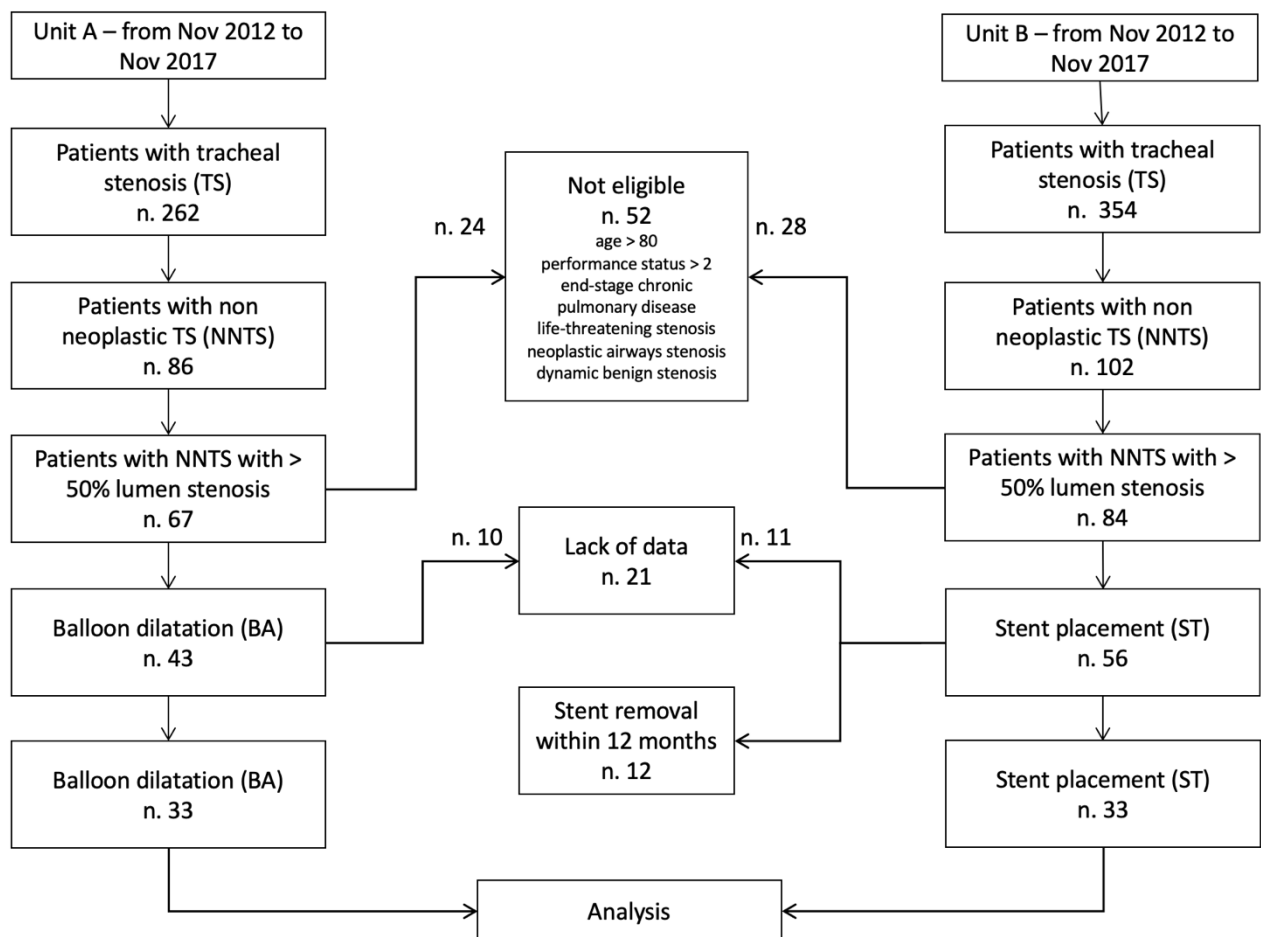 Unit A – from Nov 2012 to
Nov 2017
Patients with tracheal
stenosis (TS)
n. 262
Patients with non
neoplastic TS (NNTS)
n. 86
Patients with NNTS with >
50% lumen stenosis
n. 67
Balloon dilatation (BA)
n. 43
Balloon dilatation (BA)
n. 33
n. 24
Not eligible
n. 52
age > 80
performance status > 2
end-stage chronic
pulmonary disease
life-threatening stenosis
neoplastic airways stenosis
dynamic benign stenosis
n. 28
n. 10
Lack of data
n. 21
n. 11
Stent removal
within 12 months
n. 12
Unit B – from Nov 2012 to
Nov 2017
Patients with tracheal
stenosis (TS)
n. 354
Patients with non
neoplastic TS (NNTS)
n. 102
Patients with NNTS with >
50% lumen stenosis
n. 84
Stent placement (ST)
n. 56
Stent placement (ST)
n. 33
Analysis